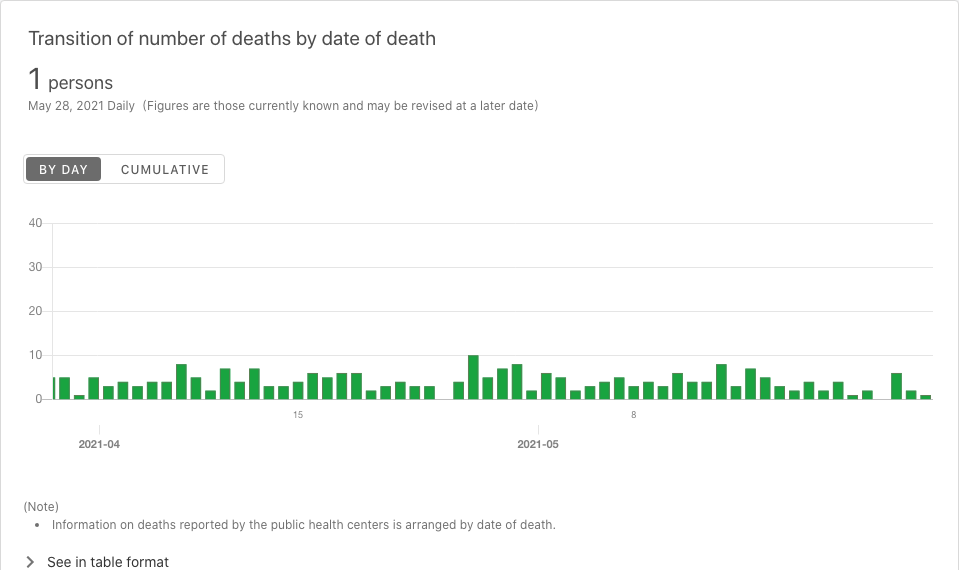 Transition of number of deaths by date of death
1 persons
May 28, 2021 Daily (Figures are those currently known and may be revised at a later date)
BY DAY CUMULATIVE
40
30
20
10
0
15 8
2021-04 2021-05
(Note)
• Information on deaths reported by the public health centers is arranged by date of death.
See in table format